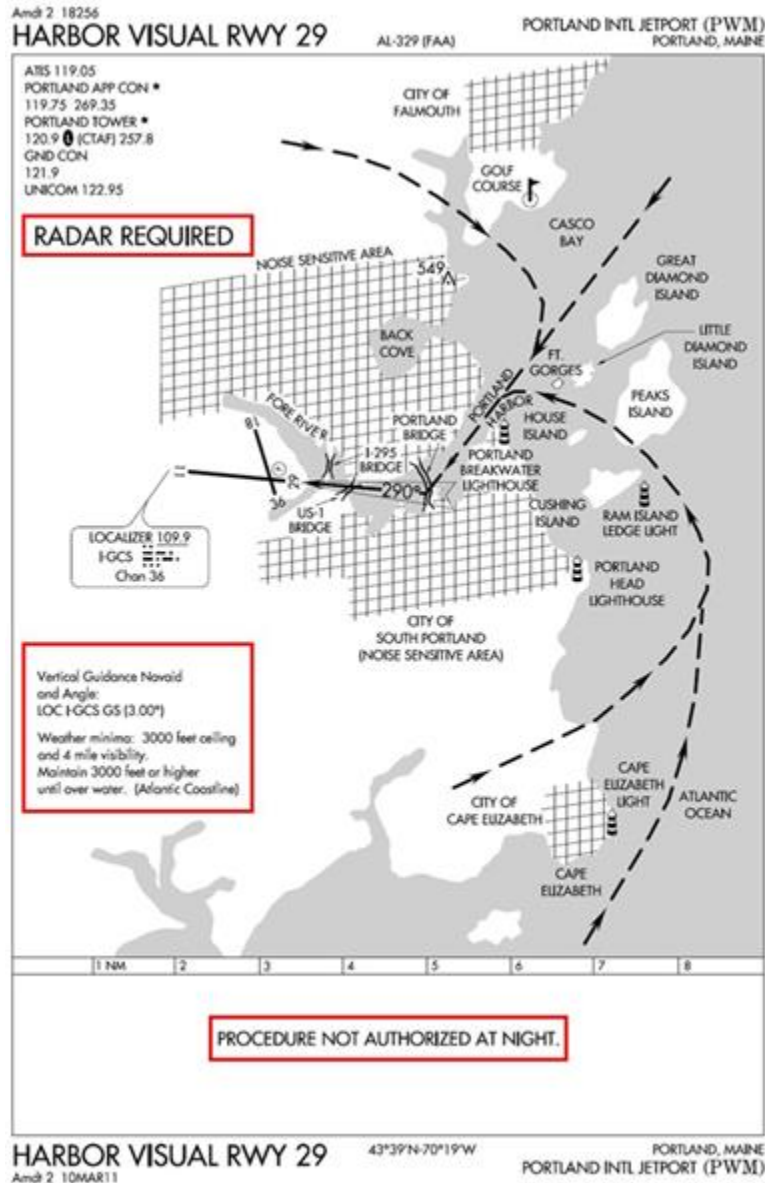 Amdt 2 18256
HARBOR VISUAL RWY 29
AL-329 (FAA)
PORTLAND INTL JETPORT (PWM)
PORTLAND, MAINE
ATIS 119.05
PORTLAND APP CON *
119.75 269.35
PORTLAND TOWER *
120.9 L (CTAF) 257.8
GND CON
121.9
UNICOM 122.95
RADAR REQUIRED
CITY OF
FALMOUTH
GOLF
COURSE
CASCO
BAY
NOISE SENSITIVE AREA
549
GREAT
DIAMOND
ISLAND
LITTLE
DIAMOND
ISLAND
BACK
COVE
FT.
GORGES
PEAKS
ISLAND
PORTLAND
HARBOR
HOUSE
ISLAND
FORE RIVER
PORTLAND
BRIDGE
I-295
BRIDGE
PORTLAND
BREAKWATER
LIGHTHOUSE
18
36
29
290°
US-1
BRIDGE
CUSHING
ISLAND
RAM ISLAND
LEDGE LIGHT
LOCALIZER 109.9
I-GCS
Chan 36
PORTLAND
HEAD
LIGHTHOUSE
CITY OF
SOUTH PORTLAND
(NOISE SENSITIVE AREA)
Vertical Guidance Navaid
and Angle:
LOC I-GCS GS (3.00°)
Weather minima: 3000 feet ceiling
and 4 mile visibility.
Maintain 3000 feet or higher
until over water. (Atlantic Coastline)
CITY OF
CAPE ELIZABETH
CAPE
ELIZABETH
LIGHT
ATLANTIC
OCEAN
CAPE
ELIZABETH
1 NM 2 3 4 5 6 7 8
PROCEDURE NOT AUTHORIZED AT NIGHT.
HARBOR VISUAL RWY 29
Amdt 2 10MAR11
43°39'N-70°19'W
PORTLAND, MAINE
PORTLAND INTL JETPORT (PWM)